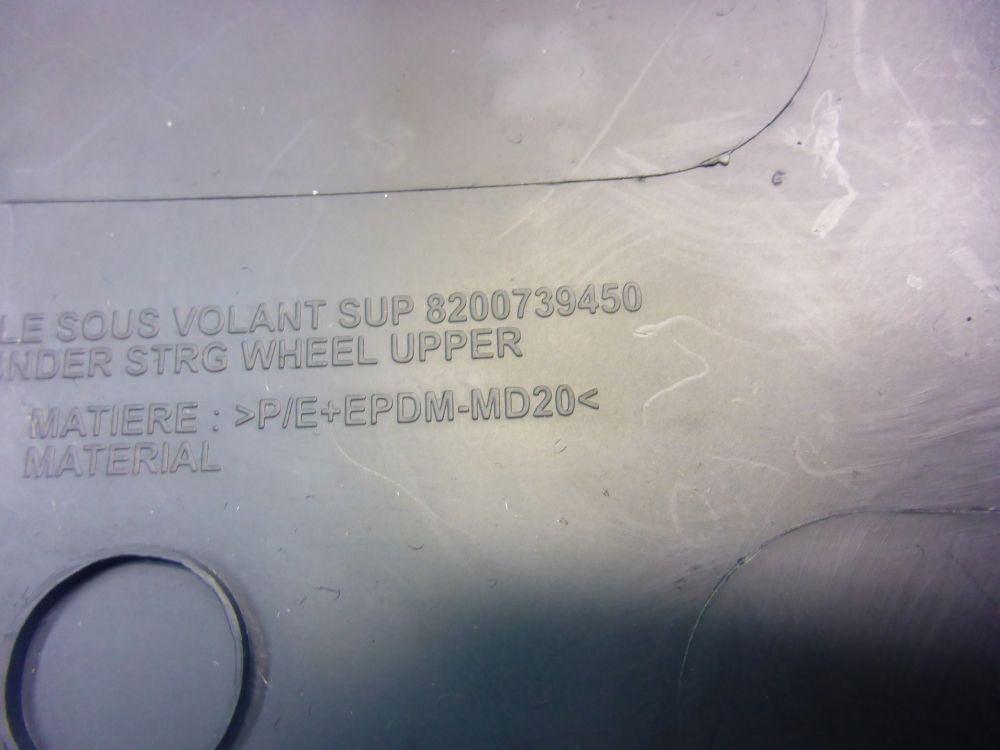 LE SOUS VOLANT SUP 8200739450
NDER STRG WHEEL UPPER
MATIERE : >P/E+EPDM-MD20<
MATERIAL